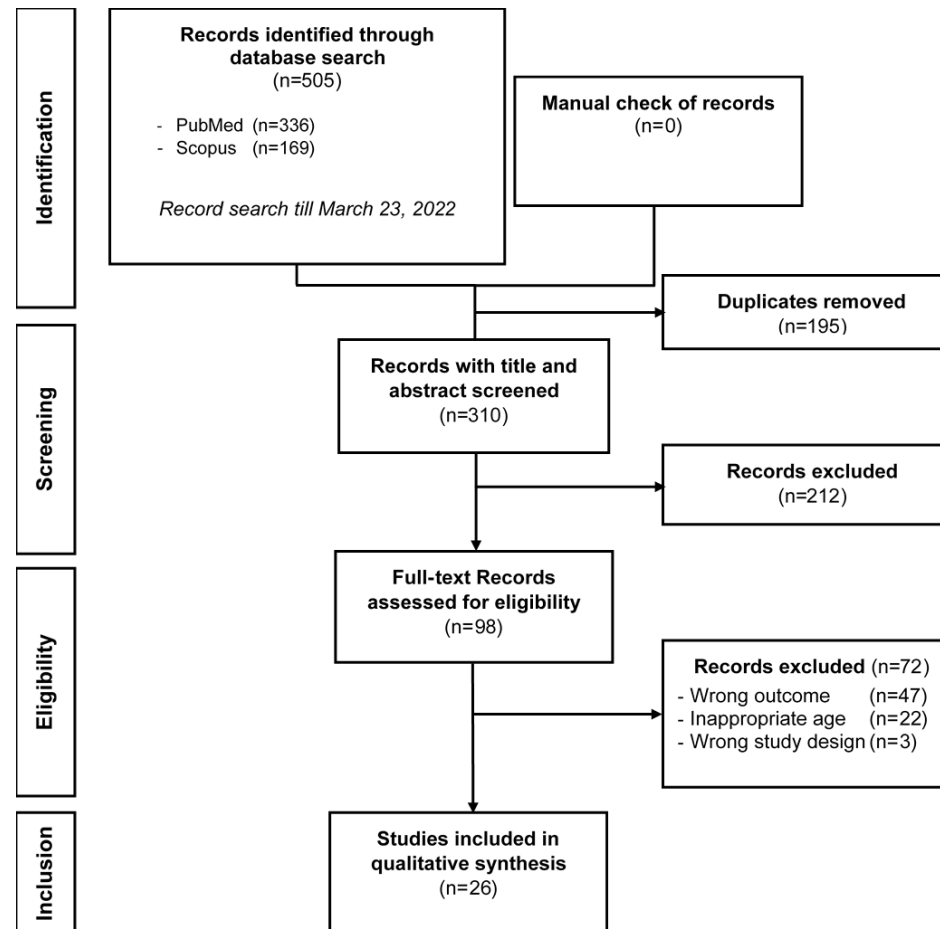 Identification
Records identified through
database search
(n=505)
- PubMed (n=336)
- Scopus (n=169)
Record search till March 23, 2022
Manual check of records
(n=0)
Duplicates removed
(n=195)
Screening
Records with title and
abstract screened
(n=310)
Records excluded
(n=212)
Eligibility
Full-text Records
assessed for eligibility
(n=98)
Records excluded (n=72)
- Wrong outcome (n=47)
- Inappropriate age (n=22)
- Wrong study design (n=3)
Inclusion
Studies included in
qualitative synthesis
(n=26)